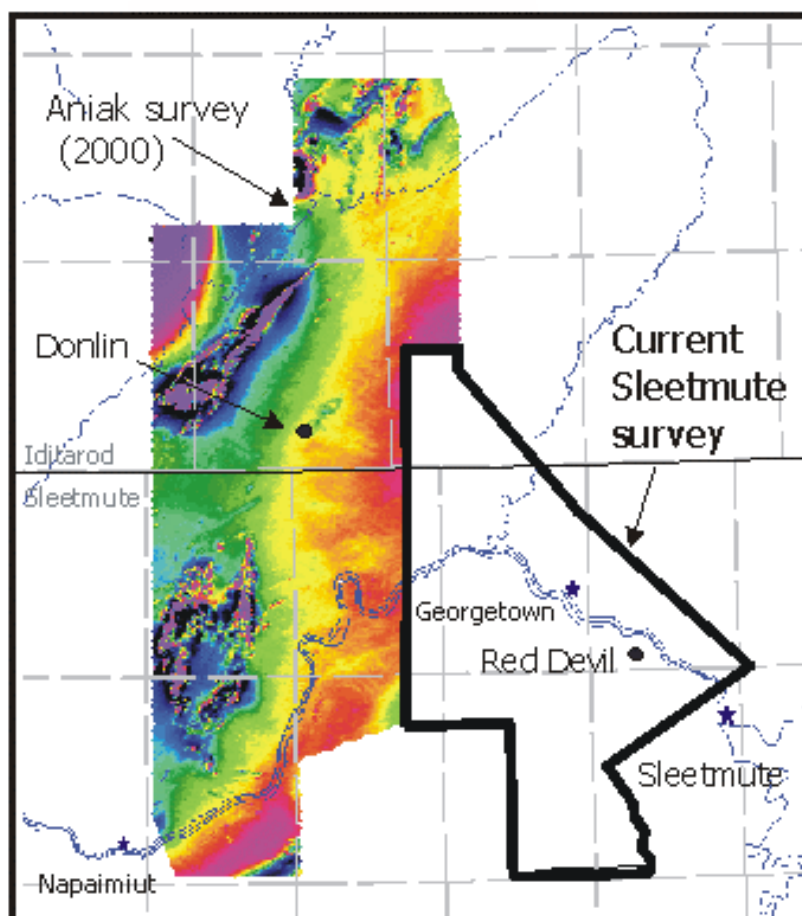 Aniak survey
(2000)
Donlin
Current
Sleetmute
survey
Iditarod
Sleetmute
Georgetown
Red Devil
Sleetmute
Napaimiut